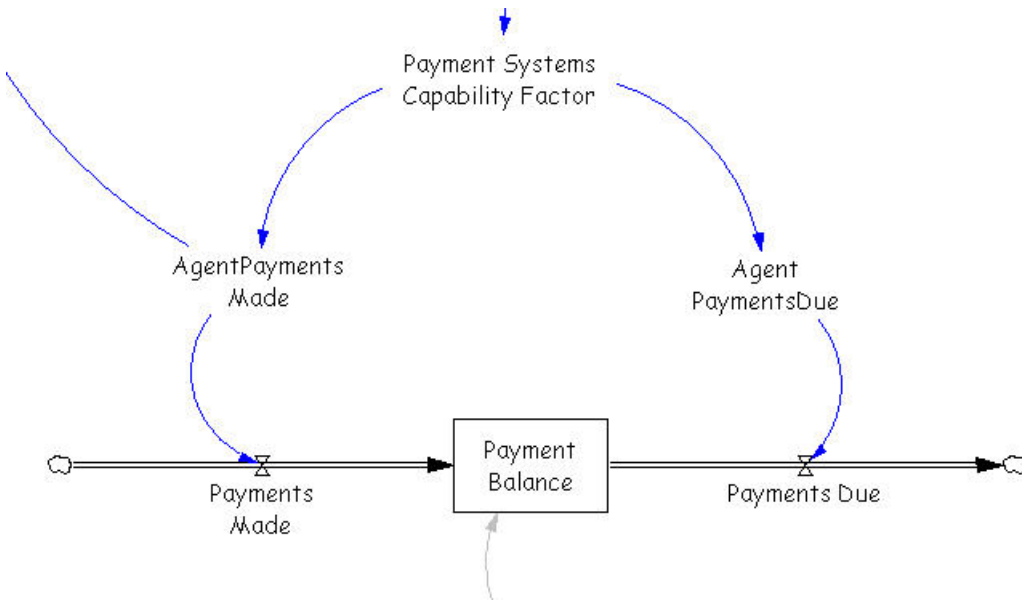 Payment Systems
Capability Factor
AgentPayments
Made
Agent
PaymentsDue
Payment
Balance
Payments
Made
Payments Due